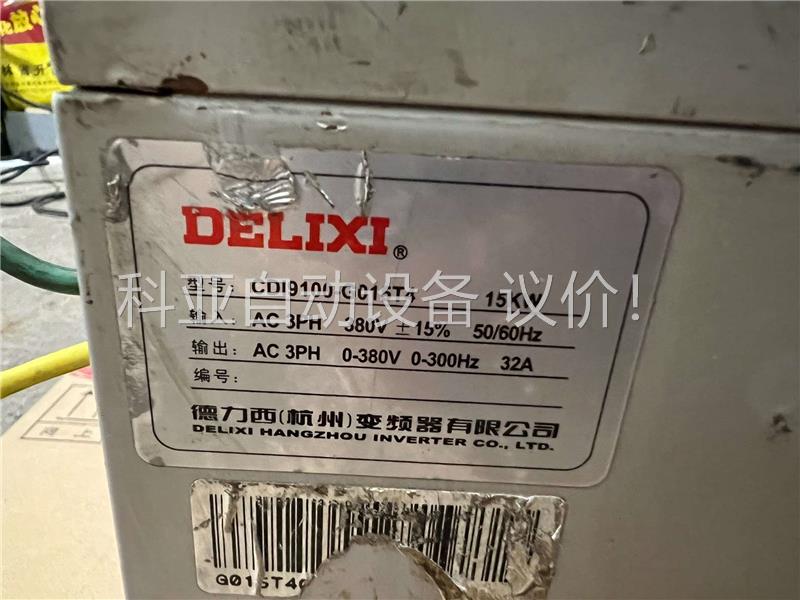 DELIXI®
型号: CDI9100-G015T4 15KW
科亚自动设备 议价!
输入: AC 3PH 380V ±15% 50/60Hz
输出: AC 3PH 0-380V 0-300Hz 32A
编号:
德力西(杭州)变频器有限公司
DELIXI HANGZHOU INVERTER CO., LTD.
G015T4